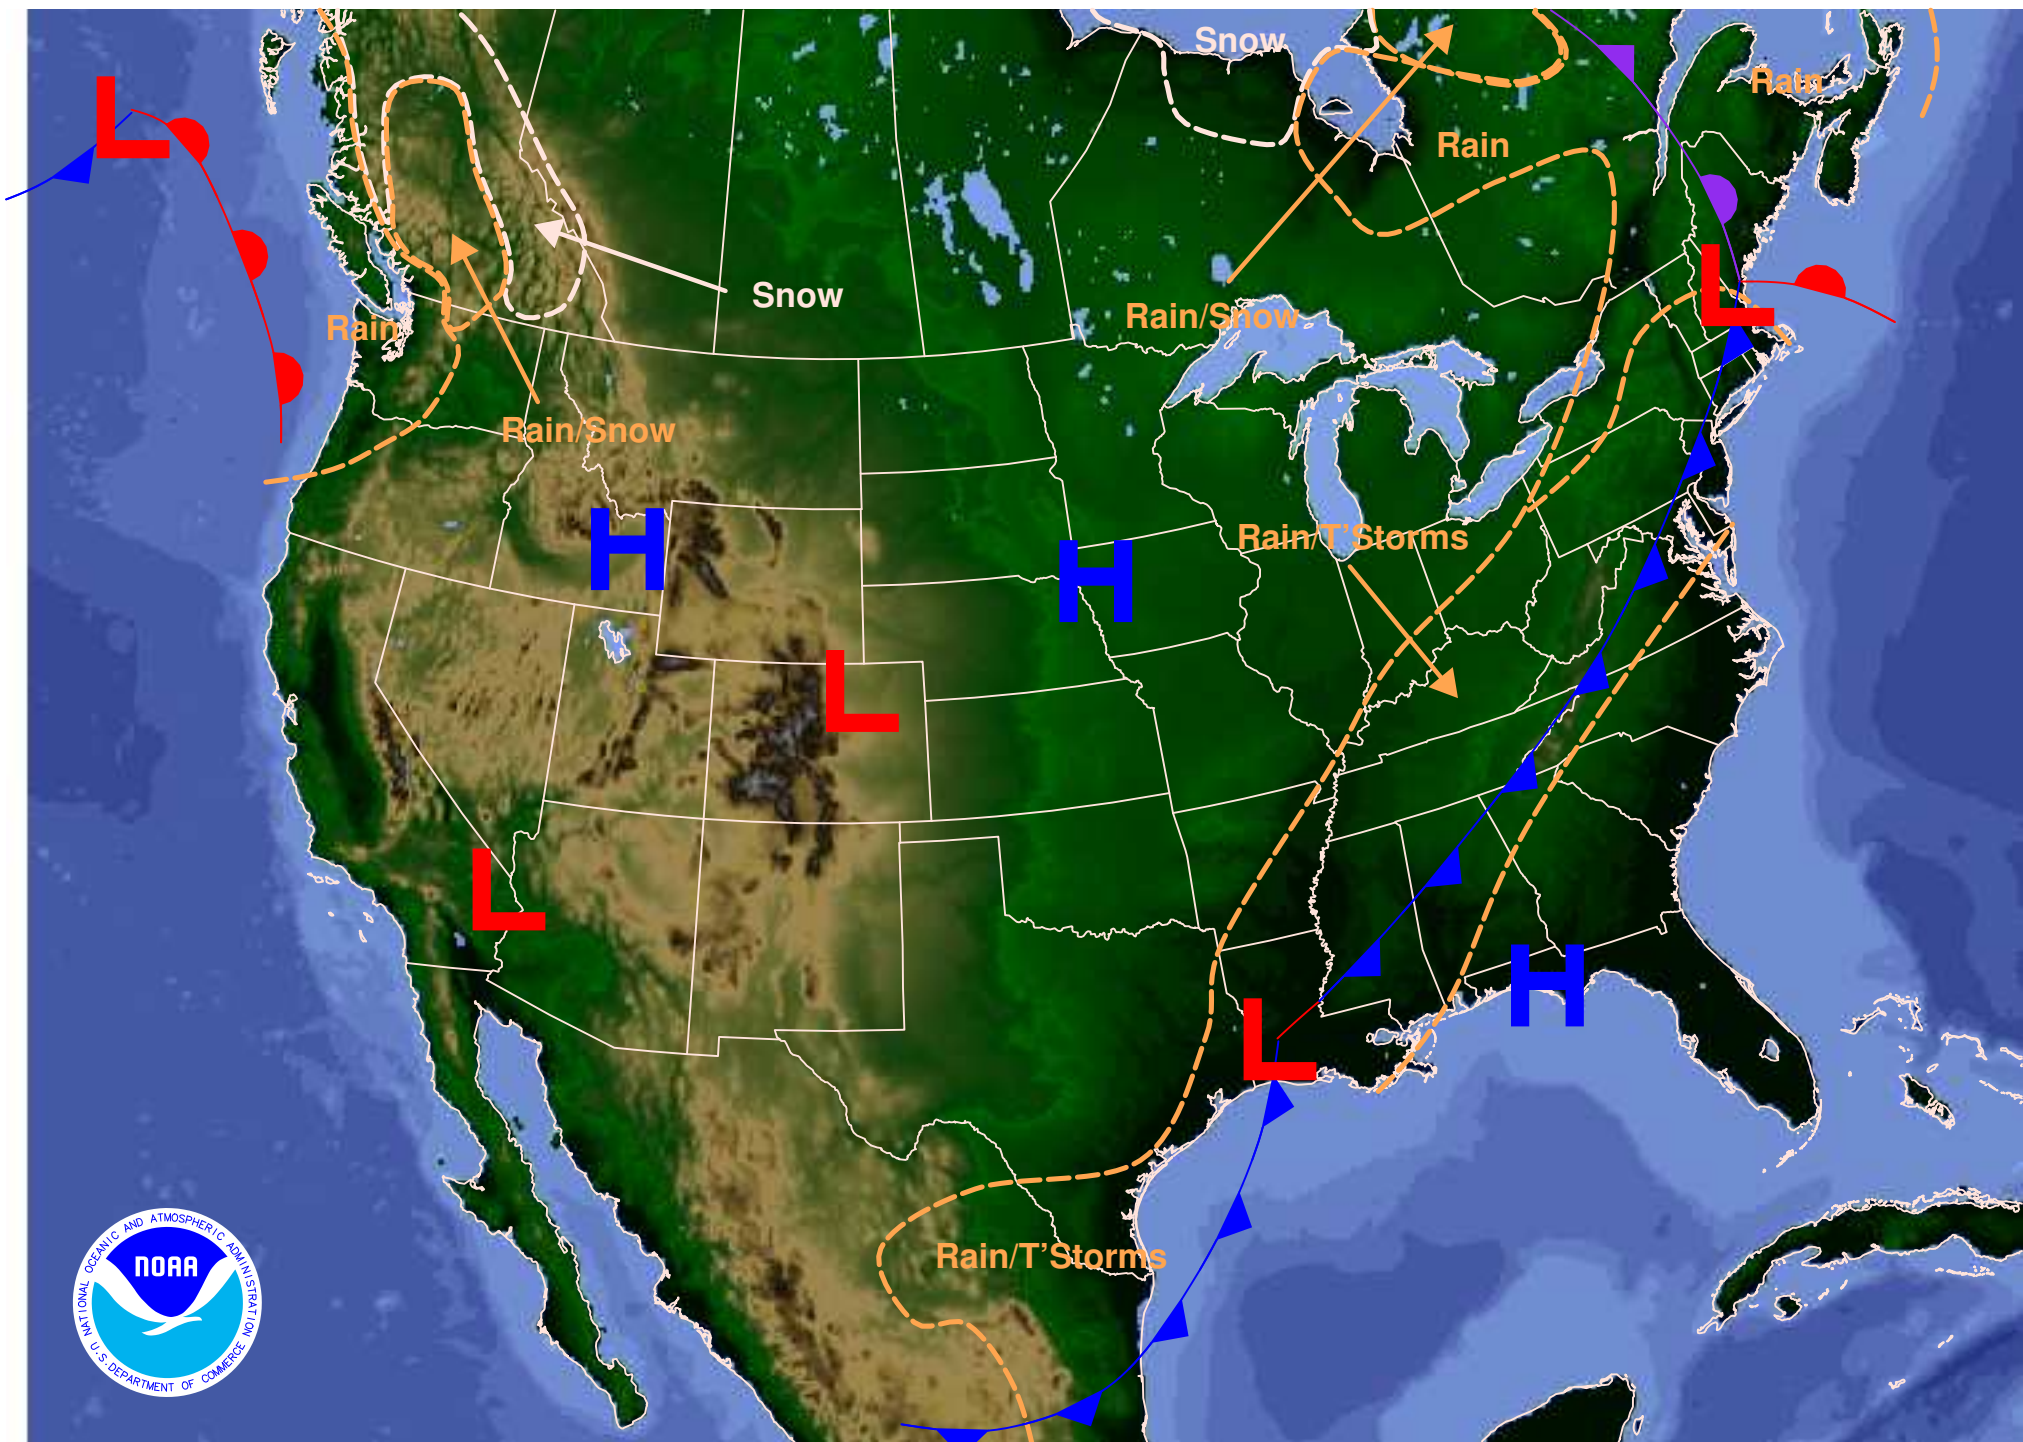 Snow
L
Rain
Rain
Snow
L
Rain/Snow
Rain
Rain/Snow
H
Rain/T'Storms
H
L
L
H
L
NATIONAL OCEANIC AND ATMOSPHERIC ADMINISTRATION
NOAA
U.S. DEPARTMENT OF COMMERCE
Rain/T'Storms